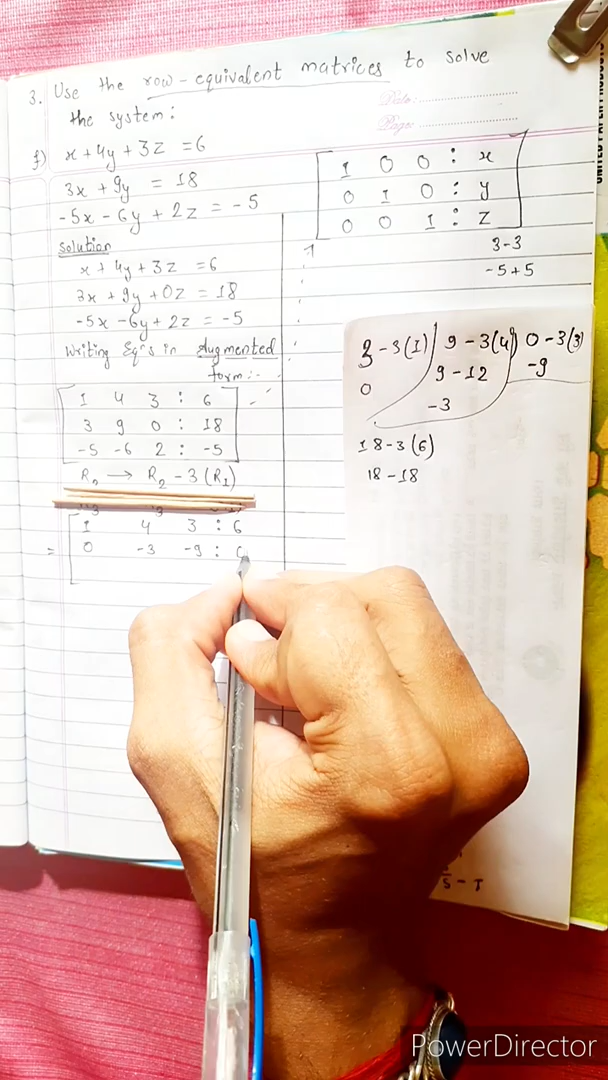 3. Use the row-equivalent matrices to solve
the system:
Date:
Page:
f) x+4y+3z =6
3x+9y = 18
-5x-6y+2z = -5
1 0 0 : x
0 1 0 : y
0 0 1 : z
3-3
-5+5
solution
x+4y+3z =6
3x+9y+0z = 18
-5x-6y+2z = -5
Writing Eqns in Augmented
form:-
1 4 3 : 6
3 9 0 : 18
-5 -6 2 : -5
R2 → R2 -3(R1)
= 1 4 3 : 6
0 -3 -9 : 0
3-3(1) 9-3(4) 0-3(3)
0 9-12 -9
-3
18-3(6)
18-18
PowerDirector